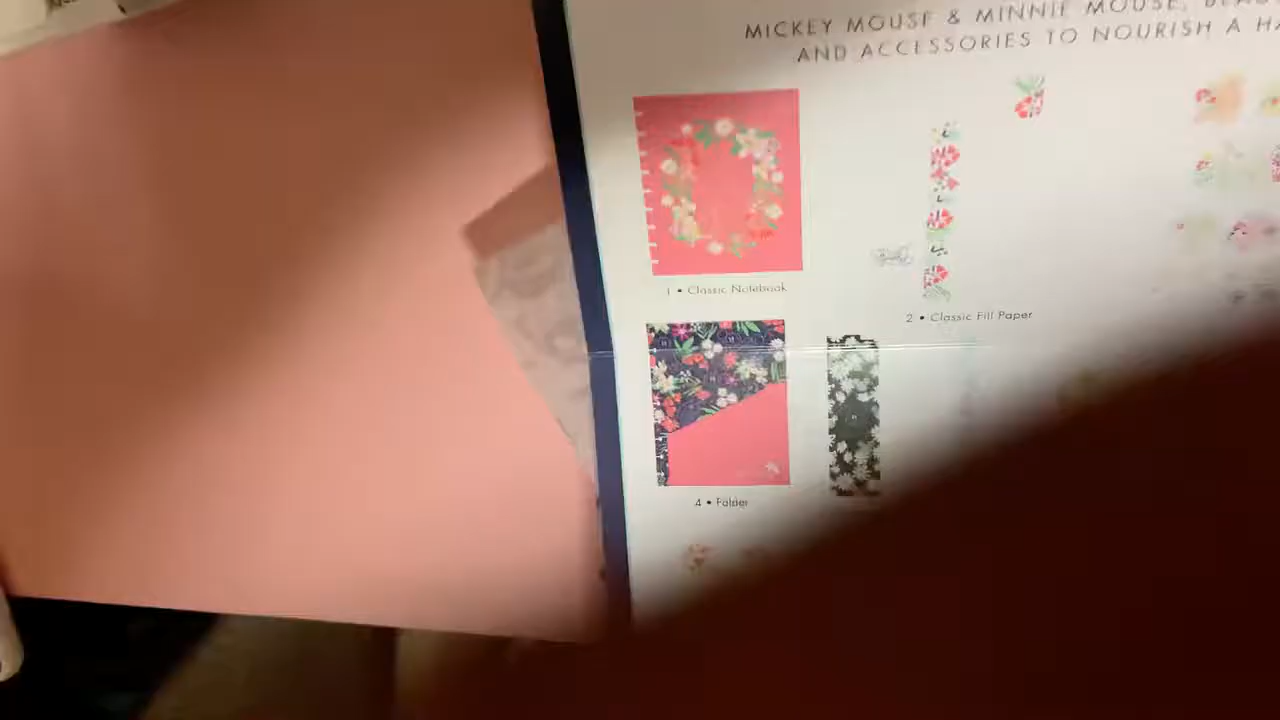 MICKEY MOUSE & MINNIE MOUSE,
AND ACCESSORIES TO NOURISH A
1 • Classic Notebook
2 • Classic Fill Paper
4 • Folder